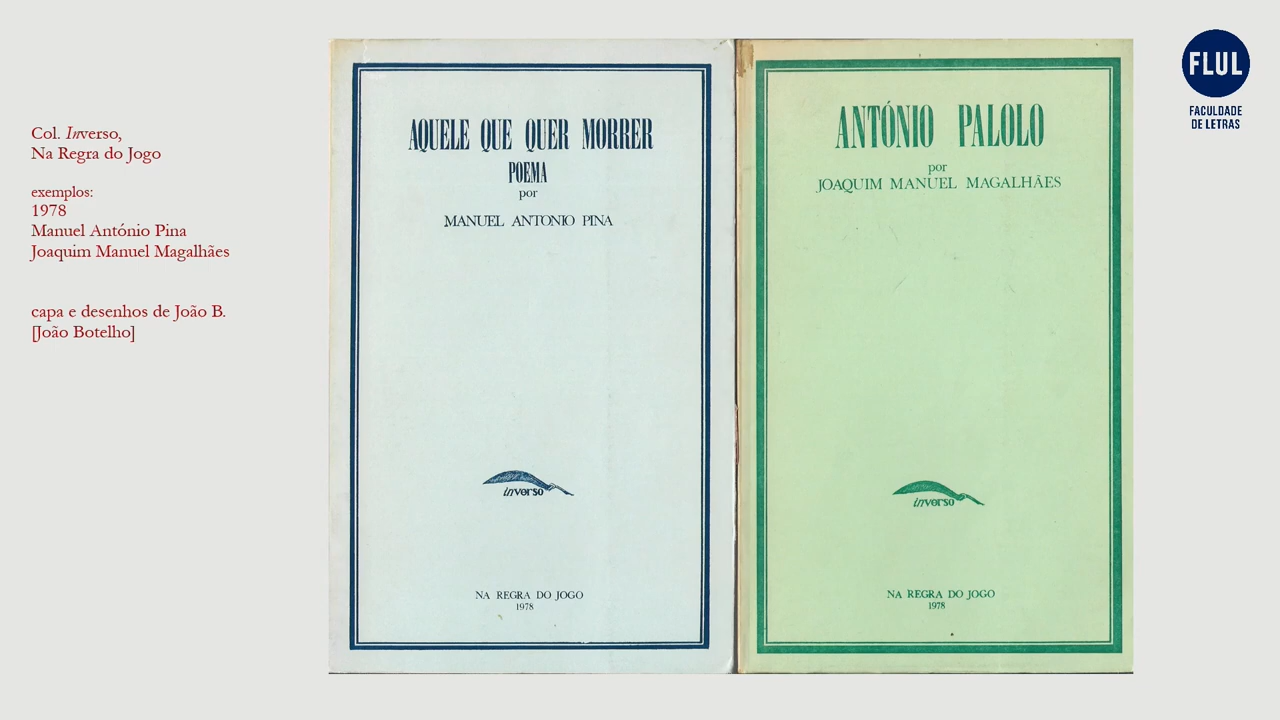 Col. Inverso,
Na Regra do Jogo
exemplos:
1978
Manuel António Pina
Joaquim Manuel Magalhães
capa e desenhos de João B.
[João Botelho]
AQUELE QUE QUER MORRER
POEMA
por
MANUEL ANTONIO PINA
inverso
NA REGRA DO JOGO
1978
ANTÓNIO PALOLO
por
JOAQUIM MANUEL MAGALHÃES
inverso
NA REGRA DO JOGO
1978
FLUL
FACULDADE
DE LETRAS